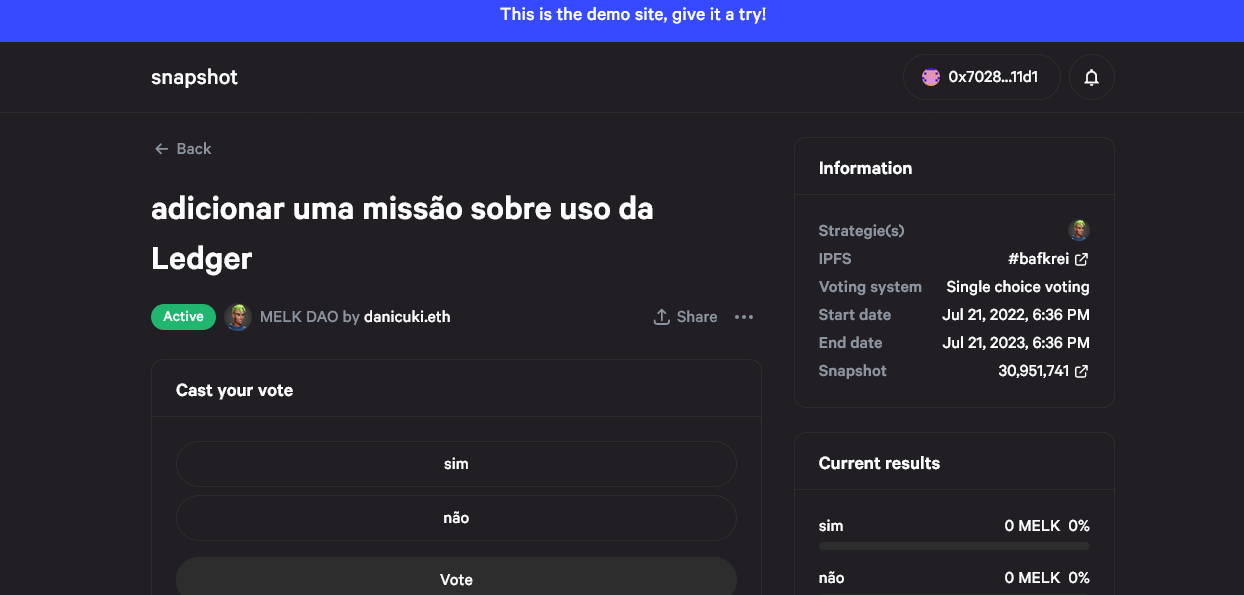 This is the demo site, give it a try!
snapshot
0x7028...11d1
Back
adicionar uma missão sobre uso da
Ledger
Active MELK DAO by danicuki.eth Share
Cast your vote
sim
não
Vote
Information
Strategie(s)
IPFS #bafkrei
Voting system Single choice voting
Start date Jul 21, 2022, 6:36 PM
End date Jul 21, 2023, 6:36 PM
Snapshot 30,951,741
Current results
sim 0 MELK 0%
não 0 MELK 0%